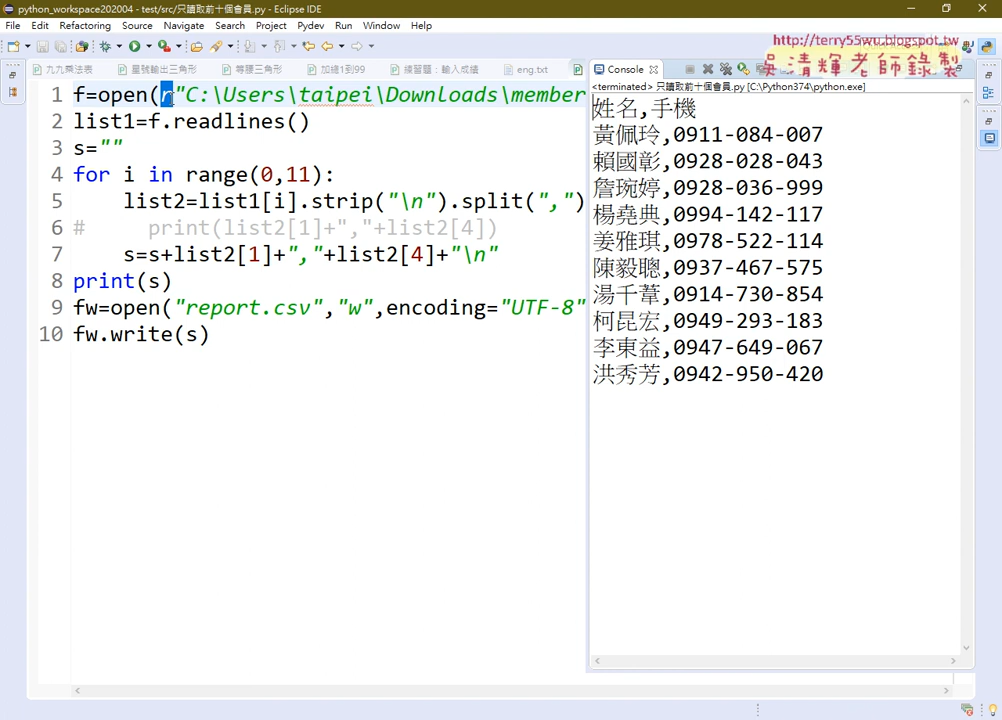 python_workspace202004 - test/src/只讀取前十個會員.py - Eclipse IDE
File Edit Refactoring Source Navigate Search Project Pydev Run Window Help
http://terry55wu.blogspot.tw
吳清輝老師錄製
九九乘法表 星號輸出三角形 等腰三角形 加總1到99 練習題：輸入成績 eng.txt
Console
<terminated> 只讀取前十個會員.py [C:\Python374\python.exe]
1 f=open(r"C:\Users\taipei\Downloads\member
2 list1=f.readlines()
3 s=""
4 for i in range(0,11):
5 list2=list1[i].strip("\n").split(",")
6 # print(list2[1]+","+list2[4])
7 s=s+list2[1]+","+list2[4]+"\n"
8 print(s)
9 fw=open("report.csv","w",encoding="UTF-8"
10 fw.write(s)
姓名,手機
黃佩玲,0911-084-007
賴國彰,0928-028-043
詹琬婷,0928-036-999
楊堯典,0994-142-117
姜雅琪,0978-522-114
陳毅聰,0937-467-575
湯千葦,0914-730-854
柯昆宏,0949-293-183
李東益,0947-649-067
洪秀芳,0942-950-420